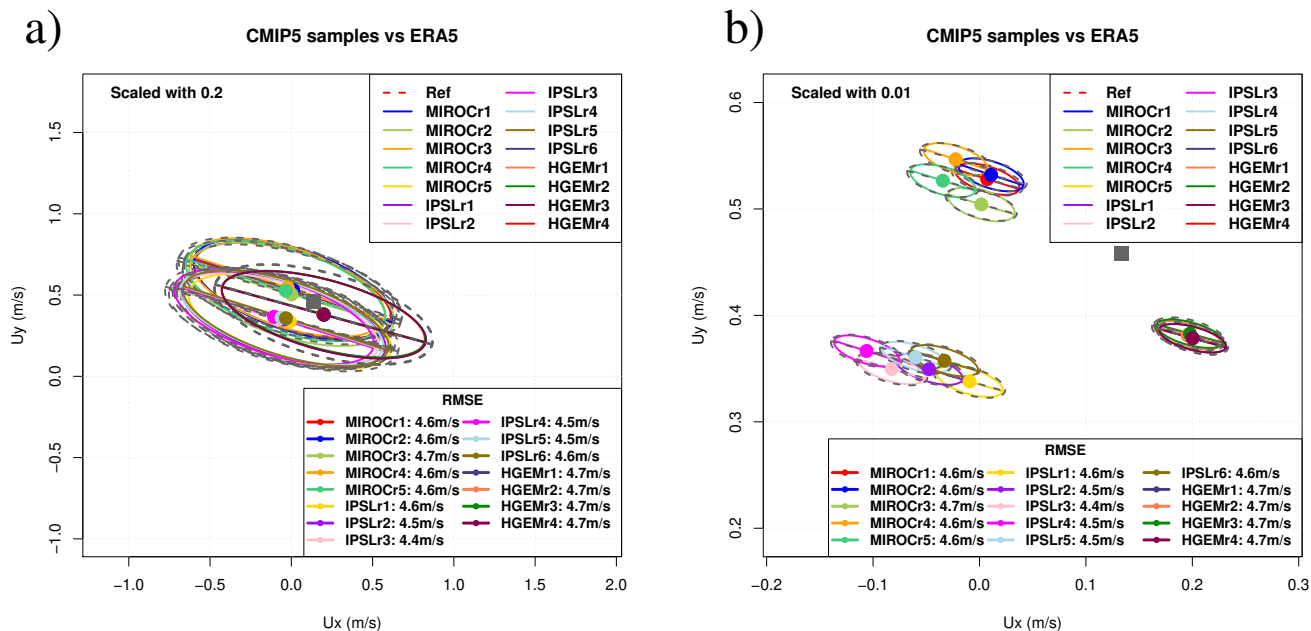 a)
CMIP5 samples vs ERA5
Scaled with 0.2
Ref
MIROCr1
MIROCr2
MIROCr3
MIROCr4
MIROCr5
IPSLr1
IPSLr2
IPSLr3
IPSLr4
IPSLr5
IPSLr6
HGEMr1
HGEMr2
HGEMr3
HGEMr4
Uy (m/s)
1.5
1.0
0.5
0.0
−0.5
−1.0
RMSE
MIROCr1: 4.6m/s
MIROCr2: 4.6m/s
MIROCr3: 4.7m/s
MIROCr4: 4.6m/s
MIROCr5: 4.6m/s
IPSLr1: 4.6m/s
IPSLr2: 4.5m/s
IPSLr3: 4.4m/s
IPSLr4: 4.5m/s
IPSLr5: 4.5m/s
IPSLr6: 4.6m/s
HGEMr1: 4.7m/s
HGEMr2: 4.7m/s
HGEMr3: 4.7m/s
HGEMr4: 4.7m/s
−1.0 −0.5 0.0 0.5 1.0 1.5 2.0
Ux (m/s)
b)
CMIP5 samples vs ERA5
Scaled with 0.01
Ref
MIROCr1
MIROCr2
MIROCr3
MIROCr4
MIROCr5
IPSLr1
IPSLr2
IPSLr3
IPSLr4
IPSLr5
IPSLr6
HGEMr1
HGEMr2
HGEMr3
HGEMr4
Uy (m/s)
0.6
0.5
0.4
0.3
0.2
RMSE
MIROCr1: 4.6m/s
MIROCr2: 4.6m/s
MIROCr3: 4.7m/s
MIROCr4: 4.6m/s
MIROCr5: 4.6m/s
IPSLr1: 4.6m/s
IPSLr2: 4.5m/s
IPSLr3: 4.4m/s
IPSLr4: 4.5m/s
IPSLr5: 4.5m/s
IPSLr6: 4.6m/s
HGEMr1: 4.7m/s
HGEMr2: 4.7m/s
HGEMr3: 4.7m/s
HGEMr4: 4.7m/s
−0.2 −0.1 0.0 0.1 0.2 0.3
Ux (m/s)